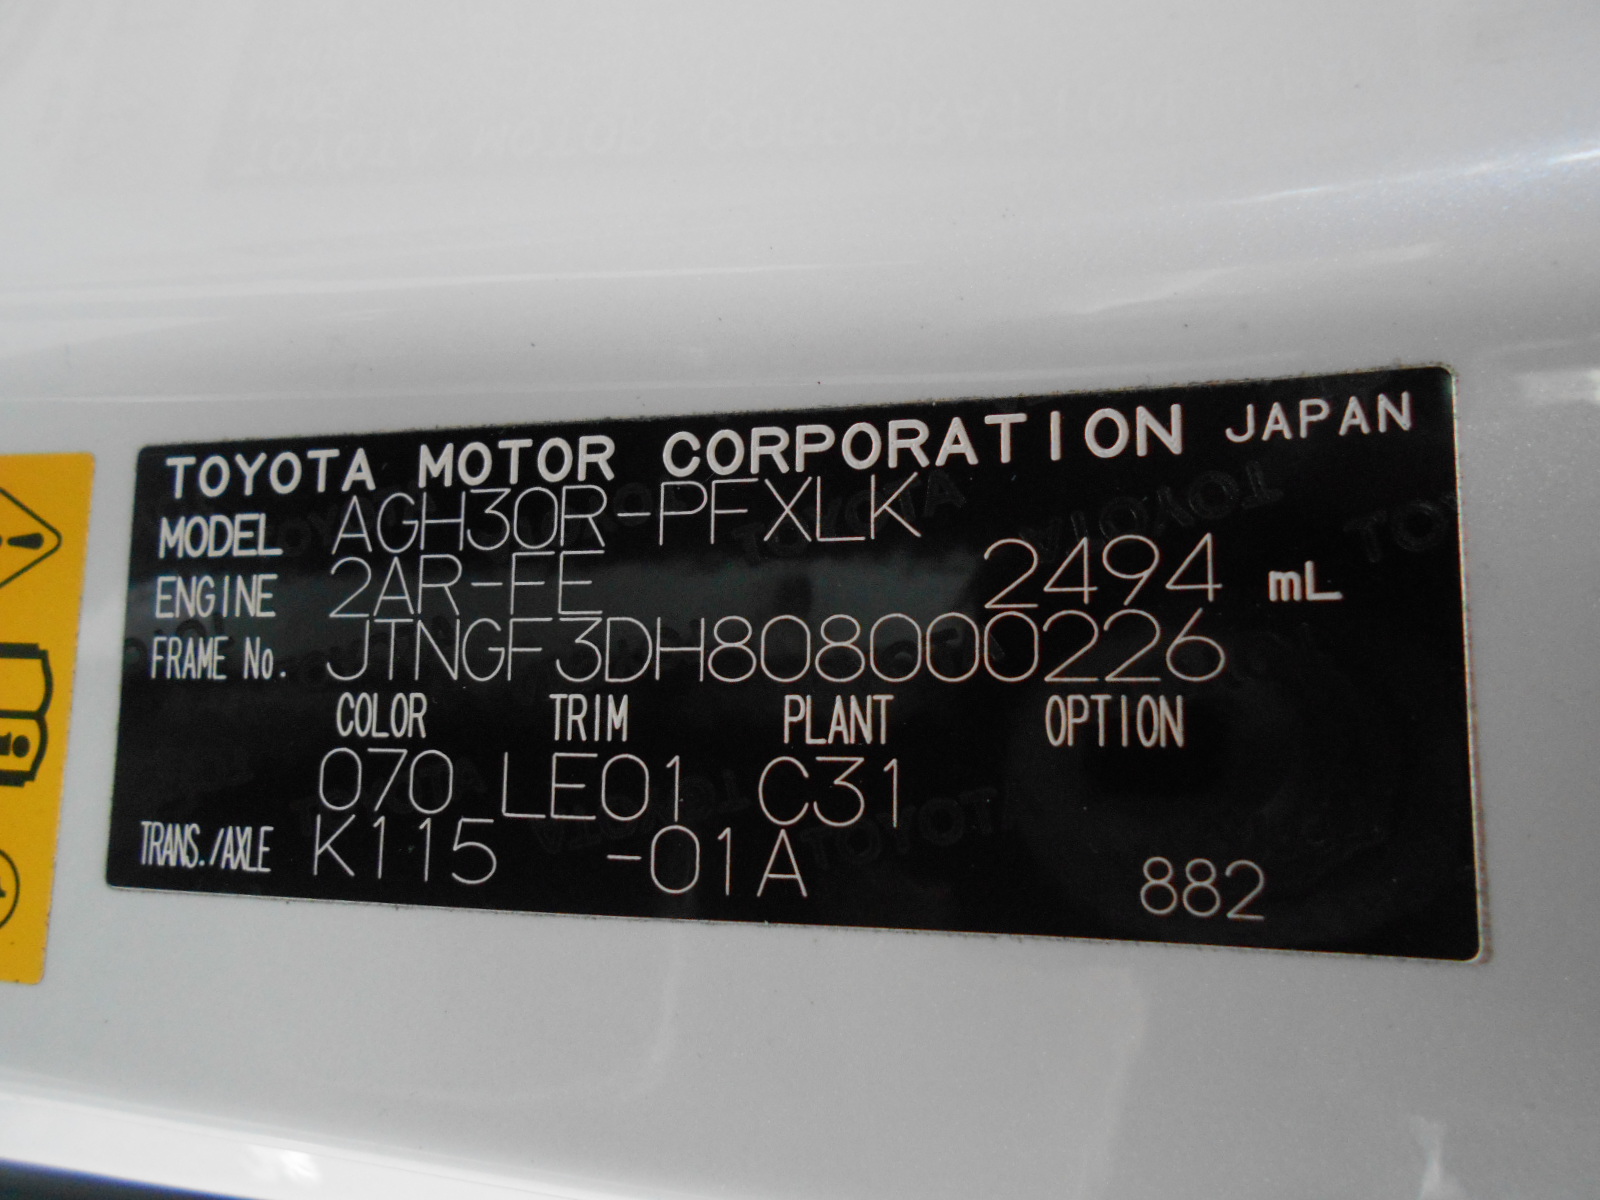 TOYOTA MOTOR CORPORATION JAPAN
MODEL AGH30R-PFXLK
ENGINE 2AR-FE 2494 mL
FRAME No. JTNGF3DH808000226
COLOR TRIM PLANT OPTION
070 LE01 C31
TRANS./AXLE K115 -01A
882